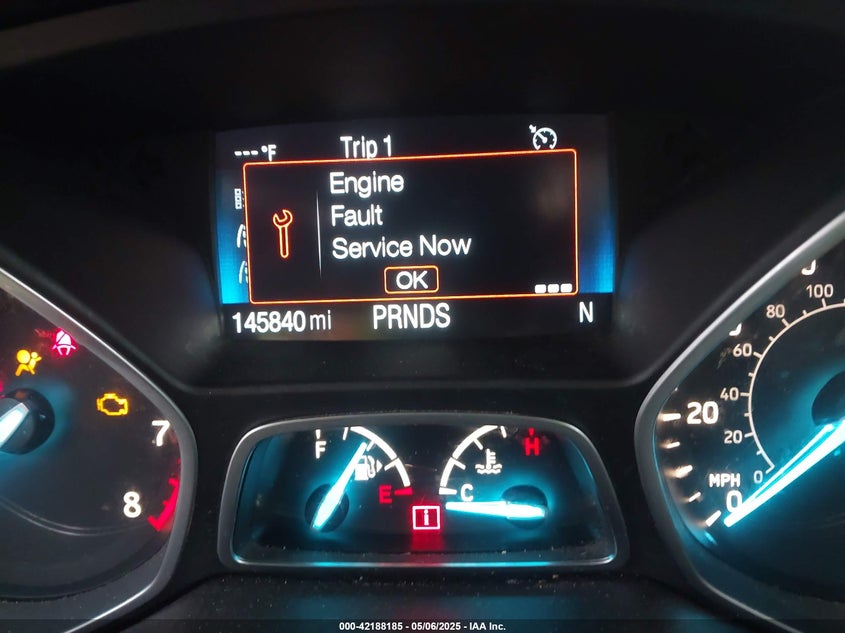 ---°F Trip 1
Engine
Fault
Service Now
OK
145840 mi PRNDS N
7
8
F
E
i
C
H
MPH
0
20
0
20
40
60
80
100
000-42188185 - 05/06/2025 - IAA Inc.